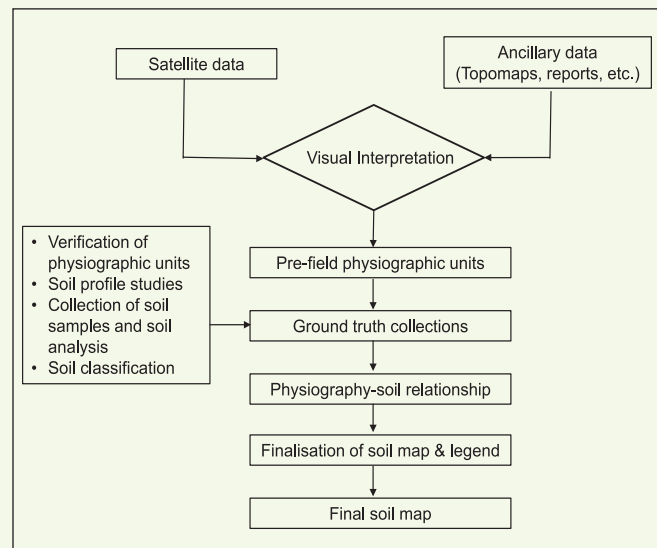 Satellite data
Ancillary data
(Topomaps, reports, etc.)
Visual Interpretation
• Verification of
physiographic units
• Soil profile studies
• Collection of soil
samples and soil
analysis
• Soil classification
Pre-field physiographic units
Ground truth collections
Physiography-soil relationship
Finalisation of soil map & legend
Final soil map